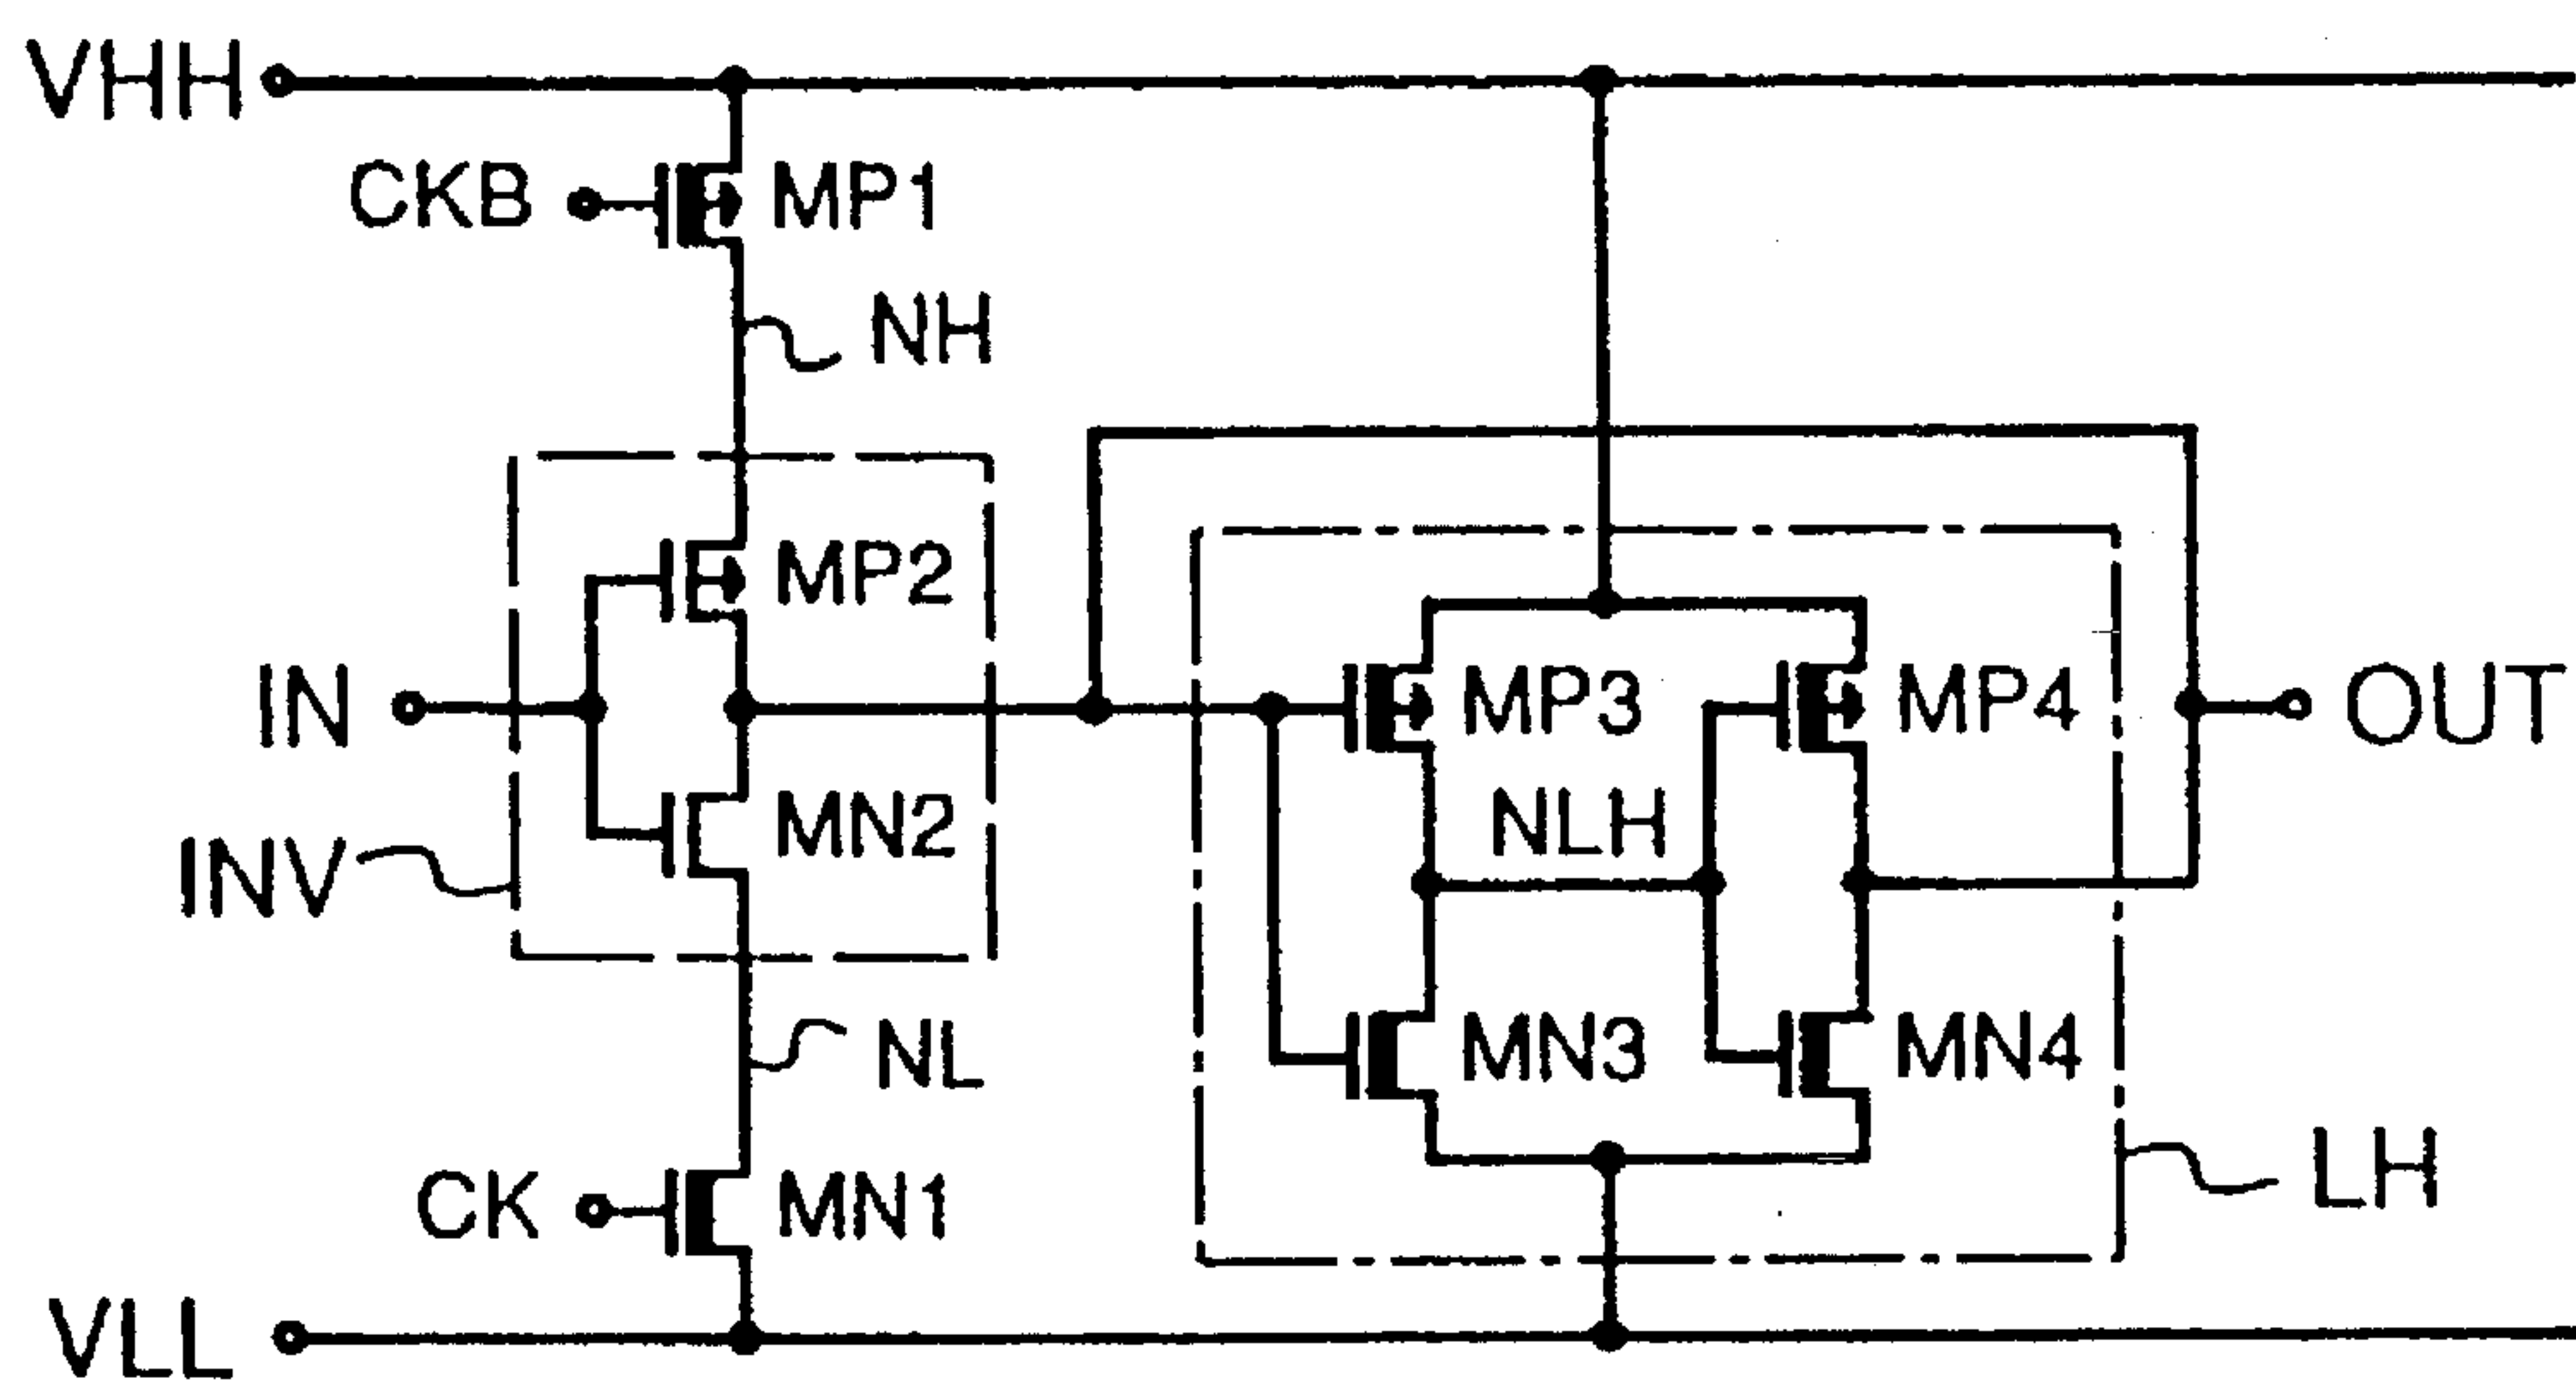 VHH
CKB
MP1
NH
MP2
IN
MP3
MP4
OUT
MN2
NLH
INV
NL
MN3
MN4
CK
MN1
LH
VLL